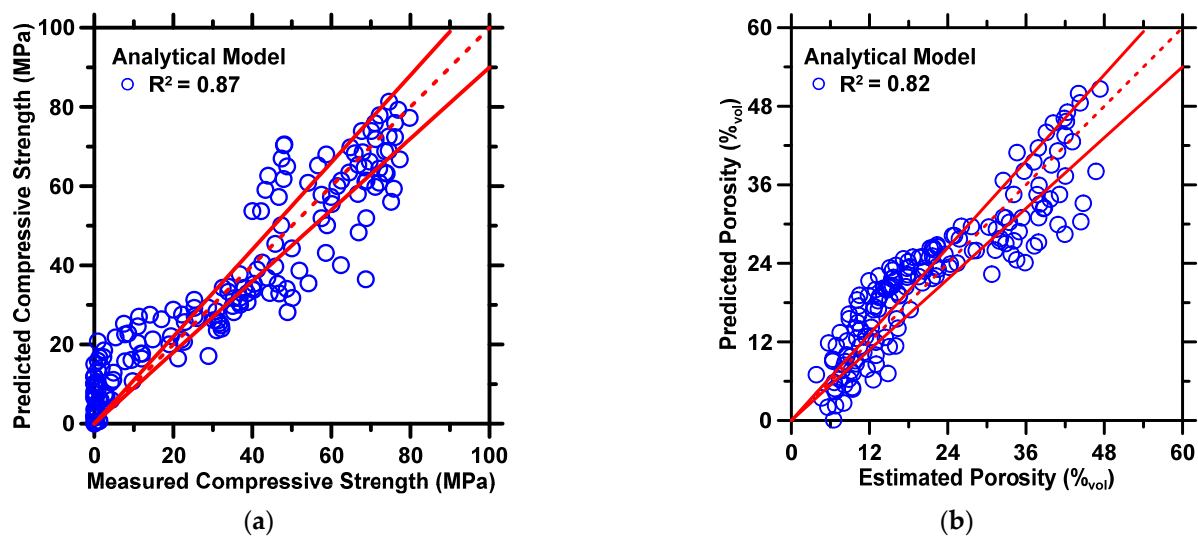 Predicted Compressive Strength (MPa)
100
80
60
40
20
0
Analytical Model
R² = 0.87
0 20 40 60 80 100
Measured Compressive Strength (MPa)
(a)
Predicted Porosity (%vol)
60
48
36
24
12
0
Analytical Model
R² = 0.82
0 12 24 36 48 60
Estimated Porosity (%vol)
(b)